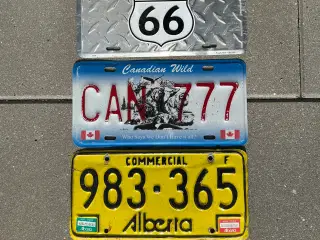 66
Canadian Wild
CAN 777
COMMERCIAL F
983·365
Alberta